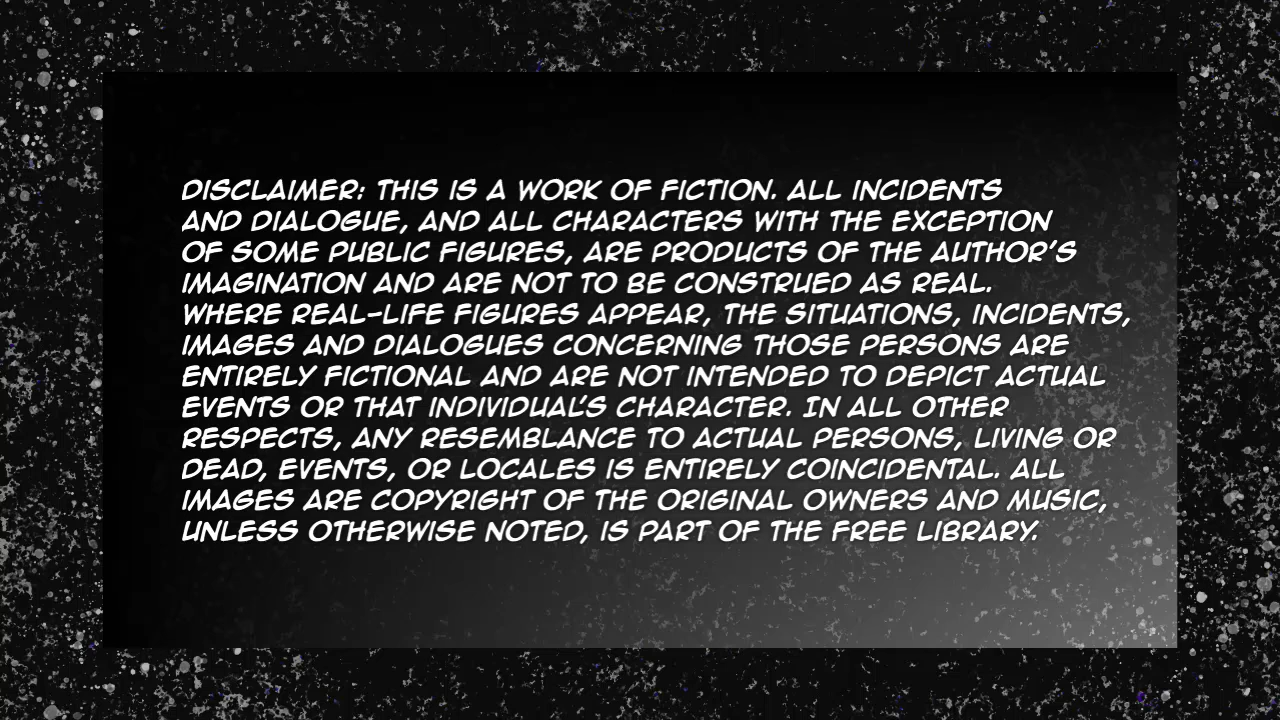 DISCLAIMER: THIS IS A WORK OF FICTION. ALL INCIDENTS
AND DIALOGUE, AND ALL CHARACTERS WITH THE EXCEPTION
OF SOME PUBLIC FIGURES, ARE PRODUCTS OF THE AUTHOR'S
IMAGINATION AND ARE NOT TO BE CONSTRUED AS REAL.
WHERE REAL-LIFE FIGURES APPEAR, THE SITUATIONS, INCIDENTS,
IMAGES AND DIALOGUES CONCERNING THOSE PERSONS ARE
ENTIRELY FICTIONAL AND ARE NOT INTENDED TO DEPICT ACTUAL
EVENTS OR THAT INDIVIDUAL'S CHARACTER. IN ALL OTHER
RESPECTS, ANY RESEMBLANCE TO ACTUAL PERSONS, LIVING OR
DEAD, EVENTS, OR LOCALES IS ENTIRELY COINCIDENTAL. ALL
IMAGES ARE COPYRIGHT OF THE ORIGINAL OWNERS AND MUSIC,
UNLESS OTHERWISE NOTED, IS PART OF THE FREE LIBRARY.